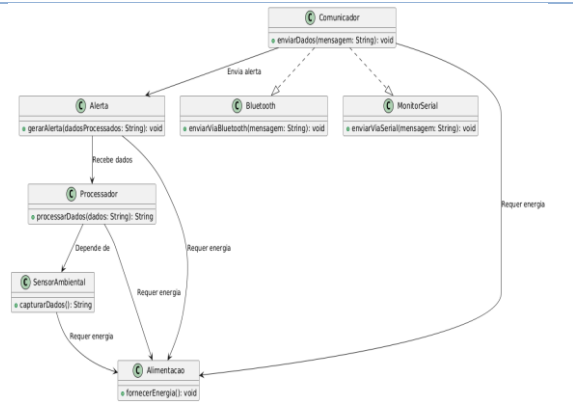 C Comunicador
enviarDados(mensagem: String): void
Envia alerta
C Alerta
gerarAlerta(dadosProcessados: String): void
C Bluetooth
enviarViaBluetooth(mensagem: String): void
C MonitorSerial
enviarViaSerial(mensagem: String): void
Recebe dados
C Processador
processarDados(dados: String): String
Requer energia
Depende de
Requer energia
C SensorAmbiental
capturarDados(): String
Requer energia
Requer energia
C Alimentacao
fornecerEnergia(): void